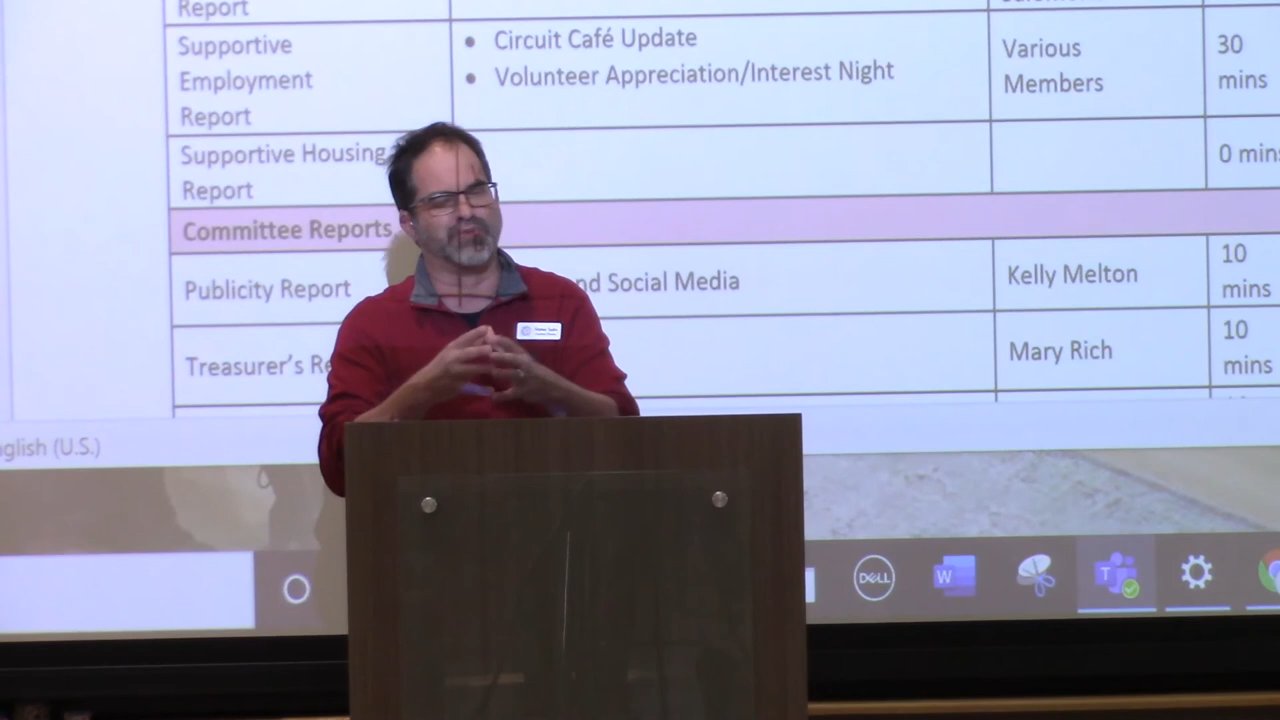 Report
Supportive
Employment
Report
• Circuit Café Update
• Volunteer Appreciation/Interest Night
Various
Members
30
mins
Supportive Housing
Report
0 mins
Committee Reports
Publicity Report
nd Social Media
Kelly Melton
10
mins
Treasurer's Re
Mary Rich
10
mins
nglish (U.S.)
DELL
W
T